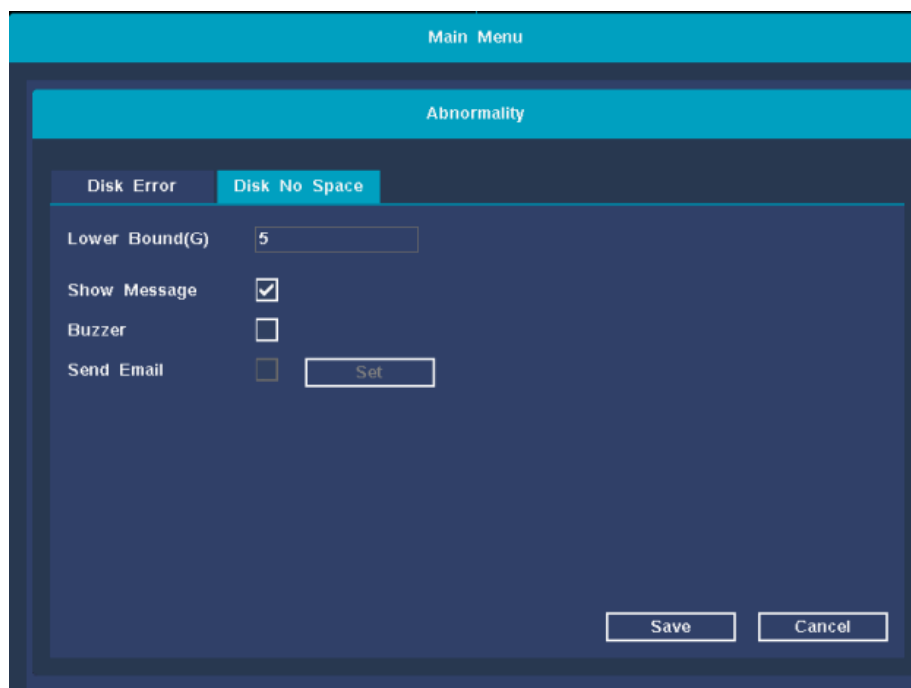 Main Menu
Abnormality
Disk Error Disk No Space
Lower Bound(G) 5
Show Message
Buzzer
Send Email Set
Save Cancel